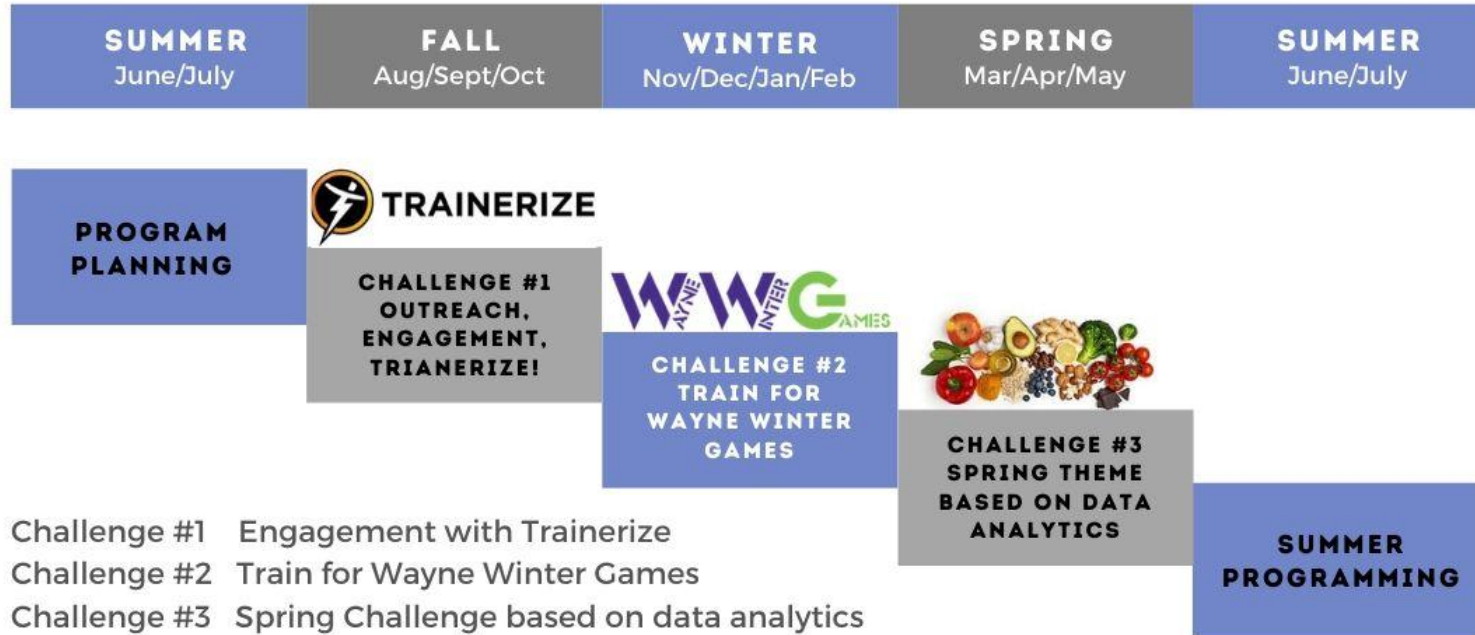 SUMMER
June/July
FALL
Aug/Sept/Oct
WINTER
Nov/Dec/Jan/Feb
SPRING
Mar/Apr/May
SUMMER
June/July
PROGRAM
PLANNING
TRAINERIZE
CHALLENGE #1
OUTREACH,
ENGAGEMENT,
TRIANERIZE!
WAYNE WINTER GAMES
CHALLENGE #2
TRAIN FOR
WAYNE WINTER
GAMES
CHALLENGE #3
SPRING THEME
BASED ON DATA
ANALYTICS
SUMMER
PROGRAMMING
Challenge #1 Engagement with Trainerize
Challenge #2 Train for Wayne Winter Games
Challenge #3 Spring Challenge based on data analytics